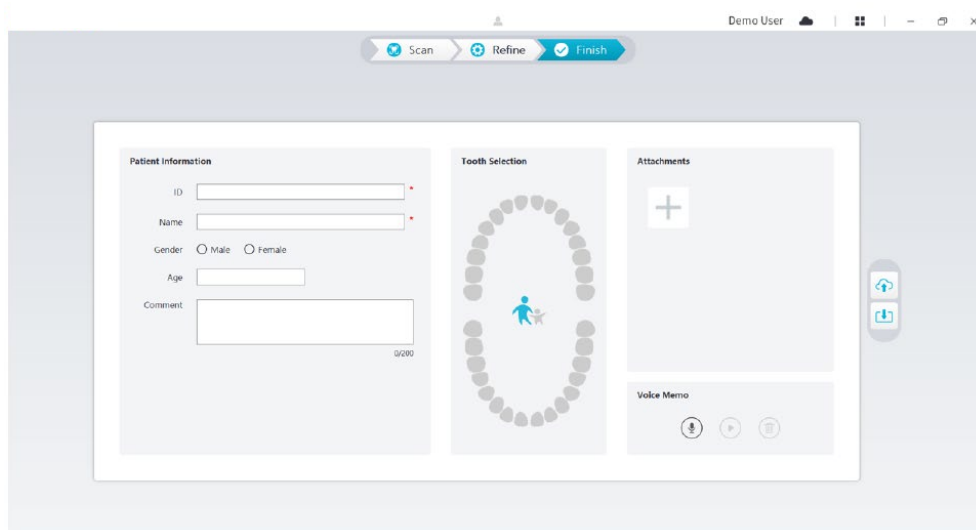 Demo User
Scan Refine Finish
Patient Information
ID *
Name *
Gender Male Female
Age
Comment
0/200
Tooth Selection
Attachments
Voice Memo